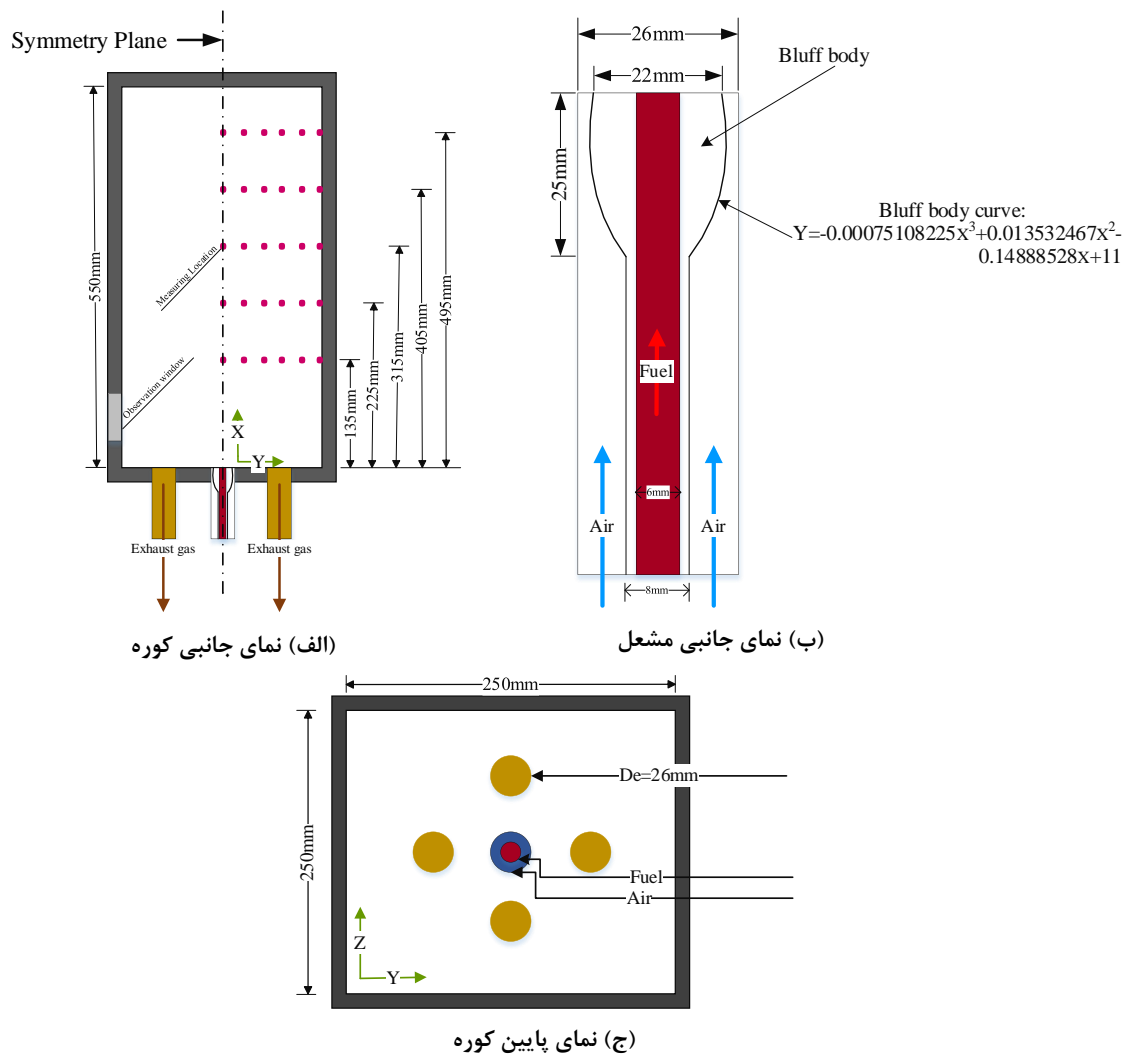 Symmetry Plane
550mm
Measuring Location
Observation window
X
Y
135mm
225mm
315mm
405mm
495mm
Exhaust gas
Exhaust gas
(الف) نمای جانبی کوره
26mm
22mm
Bluff body
25mm
Bluff body curve:
Y=-0.00075108225x³+0.013532467x²-
0.14888528x+11
Fuel
6mm
Air
Air
8mm
(ب) نمای جانبی مشعل
250mm
250mm
De=26mm
Fuel
Air
Z
Y
(ج) نمای پایین کوره